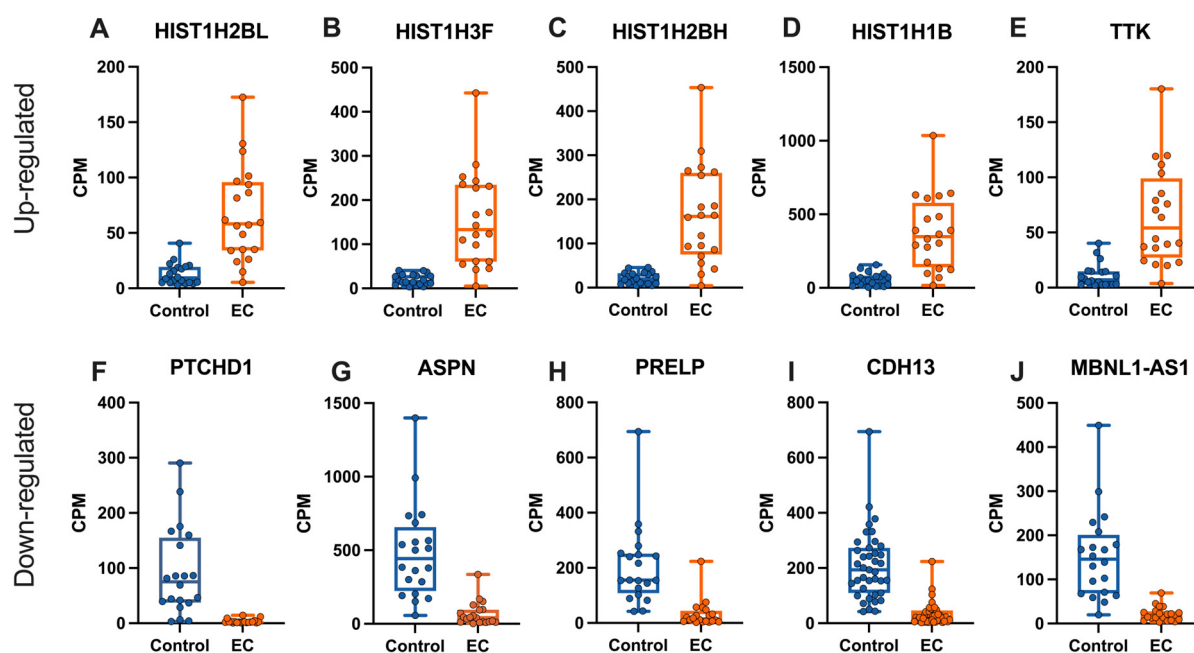 A HIST1H2BL B HIST1H3F C HIST1H2BH D HIST1H1B E TTK
Up-regulated
CPM
200
150
100
50
0
Control EC
CPM
500
400
300
200
100
0
Control EC
CPM
500
400
300
200
100
0
Control EC
CPM
1500
1000
500
0
Control EC
CPM
200
150
100
50
0
Control EC
F PTCHD1 G ASPN H PRELP I CDH13 J MBNL1-AS1
Down-regulated
CPM
400
300
200
100
0
Control EC
CPM
1500
1000
500
0
Control EC
CPM
800
600
400
200
0
Control EC
CPM
800
600
400
200
0
Control EC
CPM
500
400
300
200
100
0
Control EC